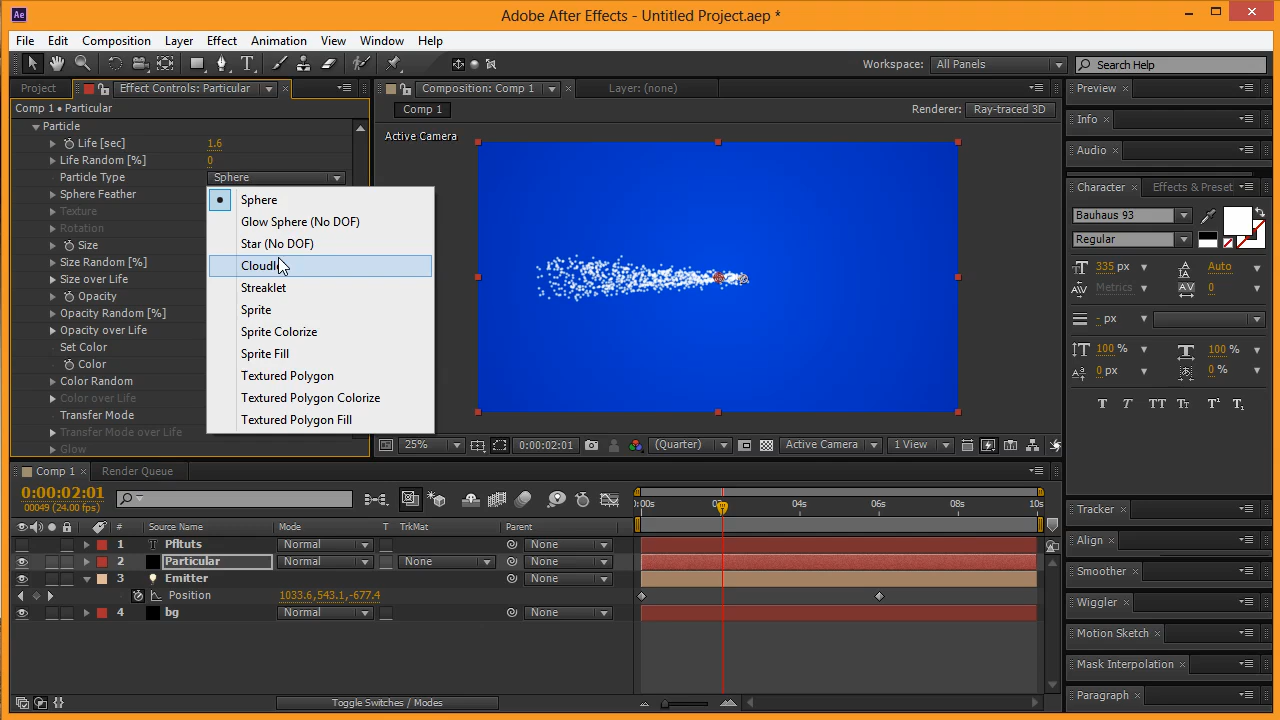 Ae
Adobe After Effects - Untitled Project.aep *
File Edit Composition Layer Effect Animation View Window Help
Workspace: All Panels Search Help
Project Effect Controls: Particular Composition: Comp 1 Layer: (none) Preview
Comp 1 • Particular Comp 1 Renderer: Ray-traced 3D Info
Particle Active Camera
Life [sec] 1.6 Audio
Life Random [%] 0
Particle Type Sphere Character Effects & Preset
Sphere Feather Sphere
Texture Glow Sphere (No DOF) Bauhaus 93
Rotation Star (No DOF) Regular
Size Cloudle 335 px Auto
Size Random [%] Streaklet Metrics 0
Size over Life Sprite - px
Opacity Sprite Colorize 100 % 100 %
Opacity Random [%] Sprite Fill 0 px 0 %
Opacity over Life Textured Polygon
Set Color Textured Polygon Colorize
Color Textured Polygon Fill
Color Random
Color over Life
Transfer Mode
Transfer Mode over Life
Glow
25% 0:00:02:01 (Quarter) Active Camera 1 View
Comp 1 Render Queue
0:00:02:01
00049 (24.00 fps)
:00s 04s 06s 08s 10s
# Source Name Mode T TrkMat Parent
1 T Pfltuts Normal None
2 Particular Normal None None
3 Emitter None
Position 1033.6,543.1,-677.4
4 bg Normal None
Toggle Switches / Modes
T T TT Tt T¹ T₁
Tracker
Align
Smoother
Wiggler
Motion Sketch
Mask Interpolation
Paragraph